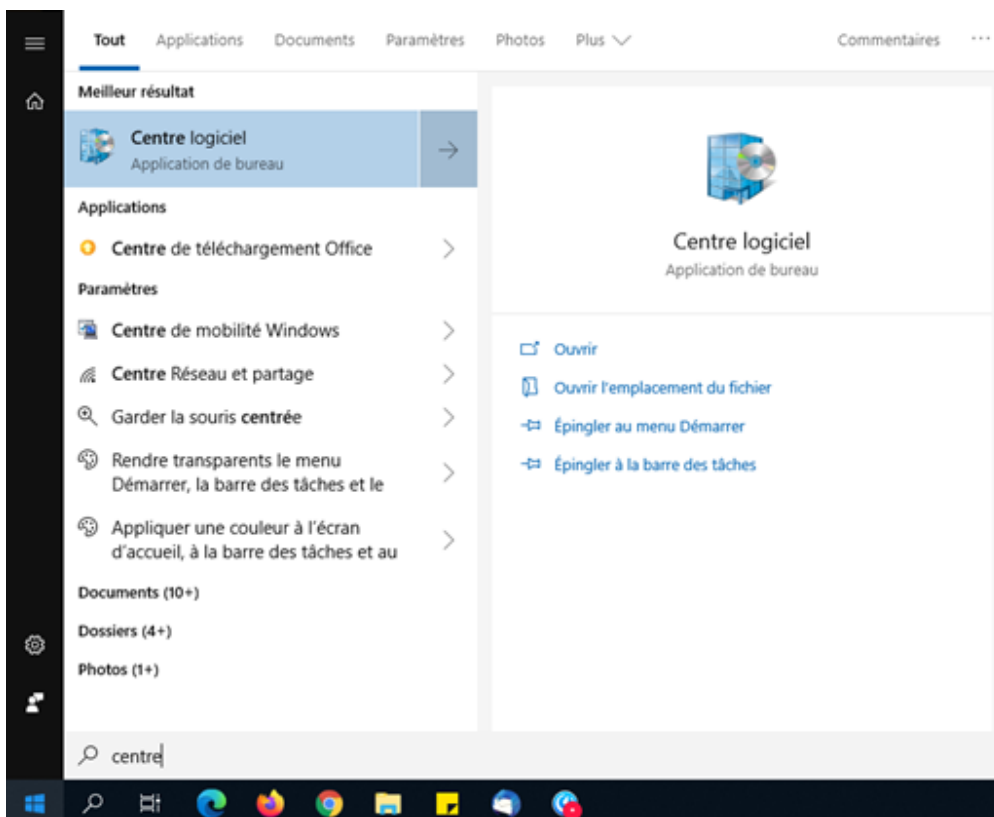 Tout Applications Documents Paramètres Photos Plus Commentaires ...
Meilleur résultat
Centre logiciel
Application de bureau
Applications
Centre de téléchargement Office
Paramètres
Centre de mobilité Windows
Centre Réseau et partage
Garder la souris centrée
Rendre transparents le menu
Démarrer, la barre des tâches et le
Appliquer une couleur à l'écran
d'accueil, à la barre des tâches et au
Documents (10+)
Dossiers (4+)
Photos (1+)
centre
Centre logiciel
Application de bureau
Ouvrir
Ouvrir l'emplacement du fichier
Épingler au menu Démarrer
Épingler à la barre des tâches